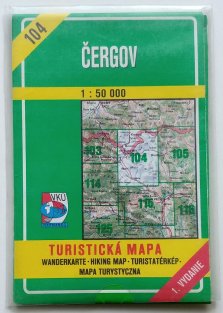 104
ČERGOV
1 : 50 000
103
104
105
114
115
116
VKÚ
TURISTICKÁ MAPA
WANDERKARTE · HIKING MAP · TURISTATÉRKÉP ·
MAPA TURYSTYCZNA
1. VYDANIE